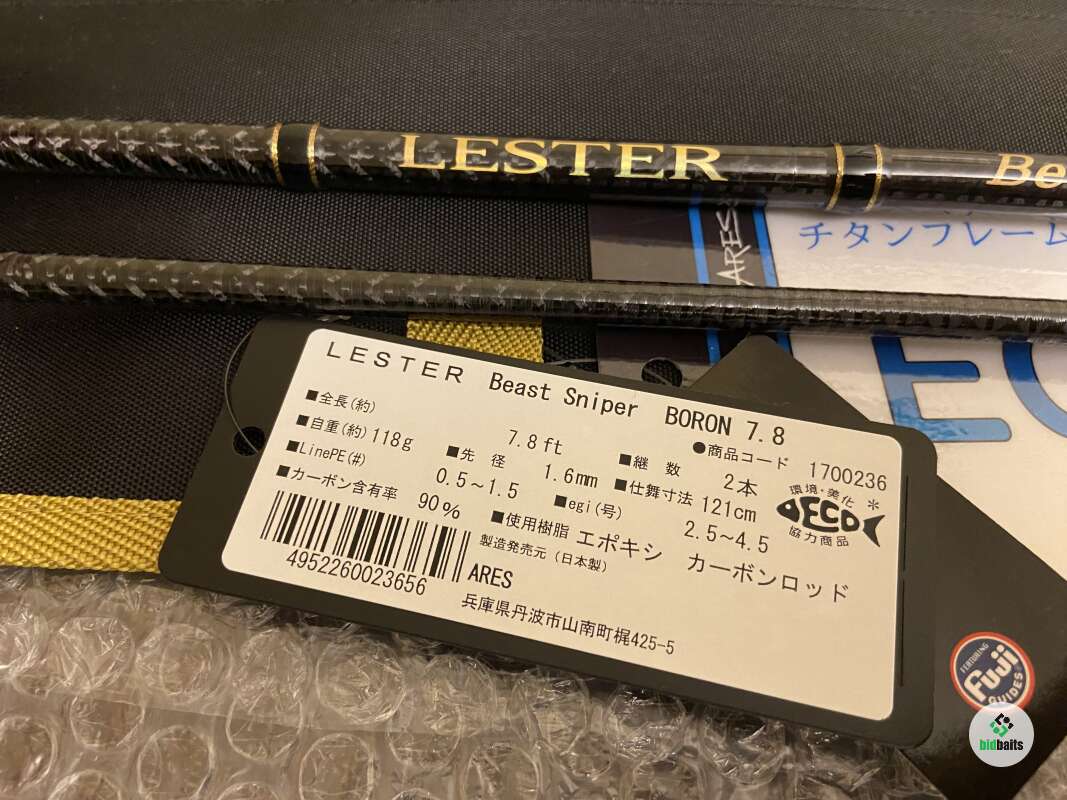 LESTER
Be
ARES
チタンフレーム
LESTER Beast Sniper BORON 7.8
■全長(約) 7.8ft ■継 数 2本 ●商品コード 1700236
■自重(約) 118g ■先 径 1.6mm ■仕舞寸法 121cm
■LinePE(#) 0.5~1.5 ■egi(号) 2.5~4.5
■カーボン含有率 90% ■使用樹脂 エポキシ カーボンロッド
環境・美化
ECO
協力商品
*
4952260023656
製造発売元(日本製)
ARES
兵庫県丹波市山南町梶425-5
FEATURING
Fuji
GUIDES
bidbaits